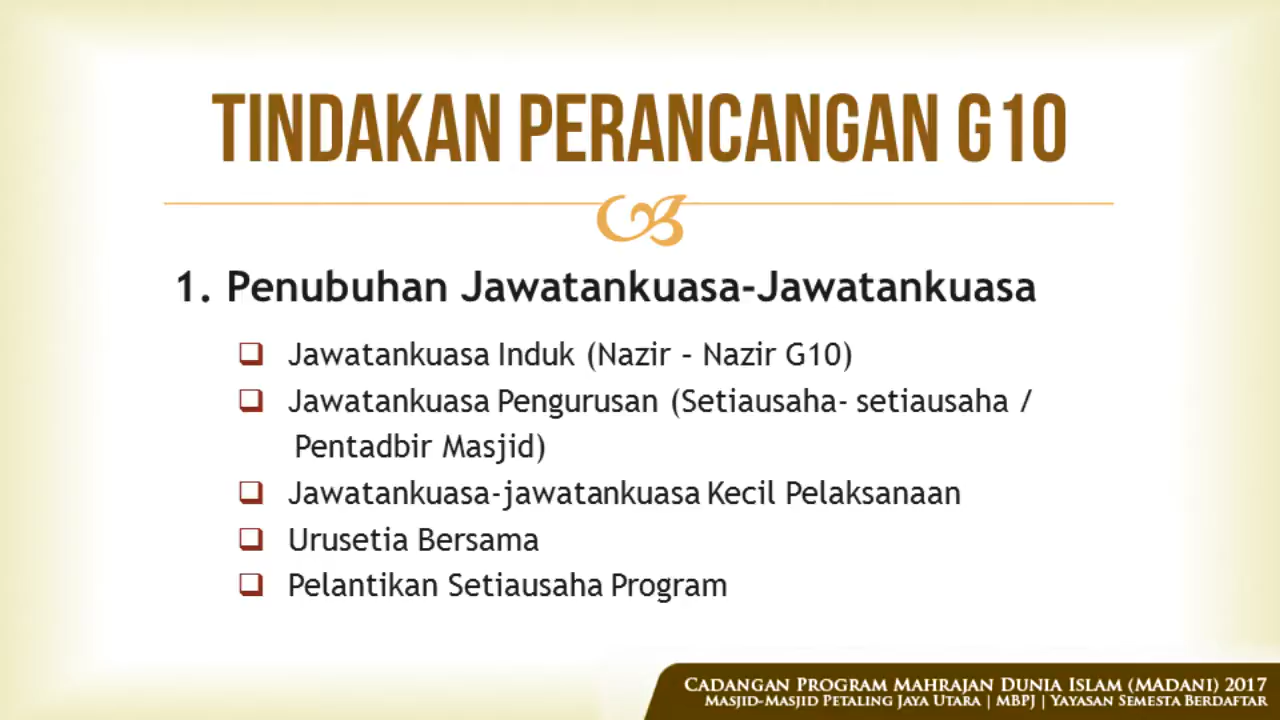 TINDAKAN PERANCANGAN G10
1. Penubuhan Jawatankuasa-Jawatankuasa
Jawatankuasa Induk (Nazir – Nazir G10)
Jawatankuasa Pengurusan (Setiausaha- setiausaha /
Pentadbir Masjid)
Jawatankuasa-jawatankuasa Kecil Pelaksanaan
Urusetia Bersama
Pelantikan Setiausaha Program
Cadangan Program Mahrajan Dunia Islam (MADANI) 2017
Masjid-Masjid Petaling Jaya Utara | MBPJ | Yayasan Semesta Berdaftar